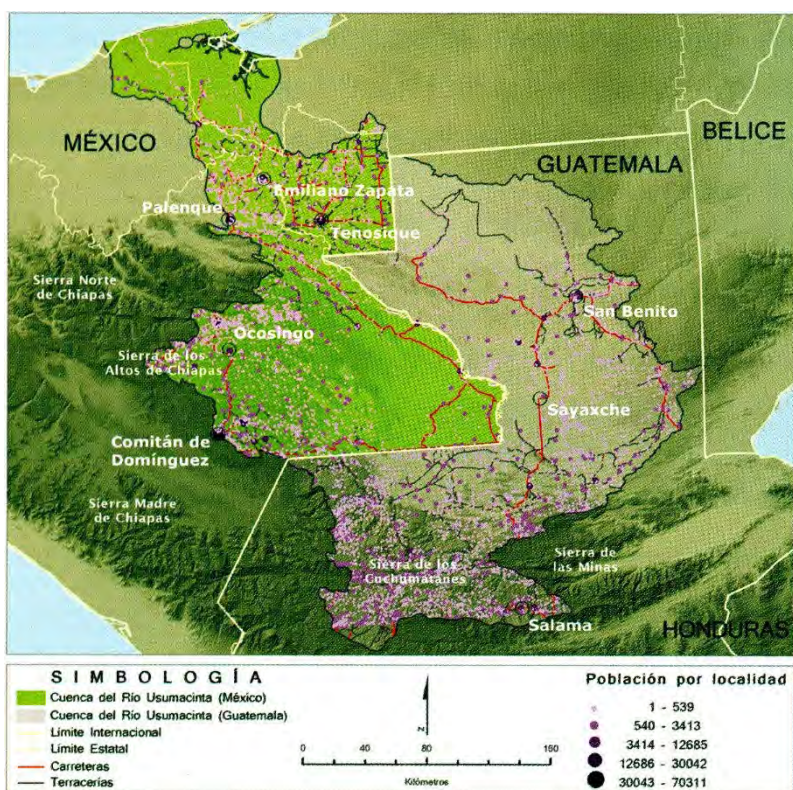 MÉXICO
BELICE
GUATEMALA
Emiliano Zapata
Palenque
Tenosique
Sierra Norte
de Chiapas
San Benito
Ocosingo
Sierra de los
Altos de Chiapas
Sayaxche
Comitán de
Domínguez
Sierra Madre
de Chiapas
Sierra de los
Cuchumatanes
Sierra de
las Minas
Salama
HONDURAS
SIMBOLOGÍA
Cuenca del Río Usumacinta (México)
Cuenca del Río Usumacinta (Guatemala)
Límite Internacional
Límite Estatal
Carreteras
Terracerías
N
0 40 80 160
Kilómetros
Población por localidad
1 - 539
540 - 3413
3414 - 12685
12686 - 30042
30043 - 70311